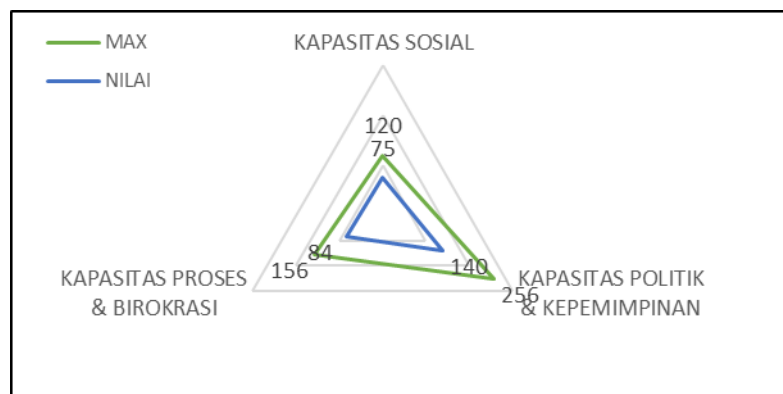 MAX
NILAI
KAPASITAS SOSIAL
120
75
KAPASITAS PROSES
& BIROKRASI
156
84
140
256
KAPASITAS POLITIK
& KEPEMIMPINAN